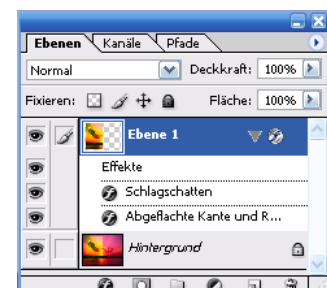 Ebenen Kanäle Pfade
Normal Deckkraft: 100%
Fixieren: Fläche: 100%
Ebene 1
Effekte
Schlagschatten
Abgeflachte Kante und R...
Hintergrund